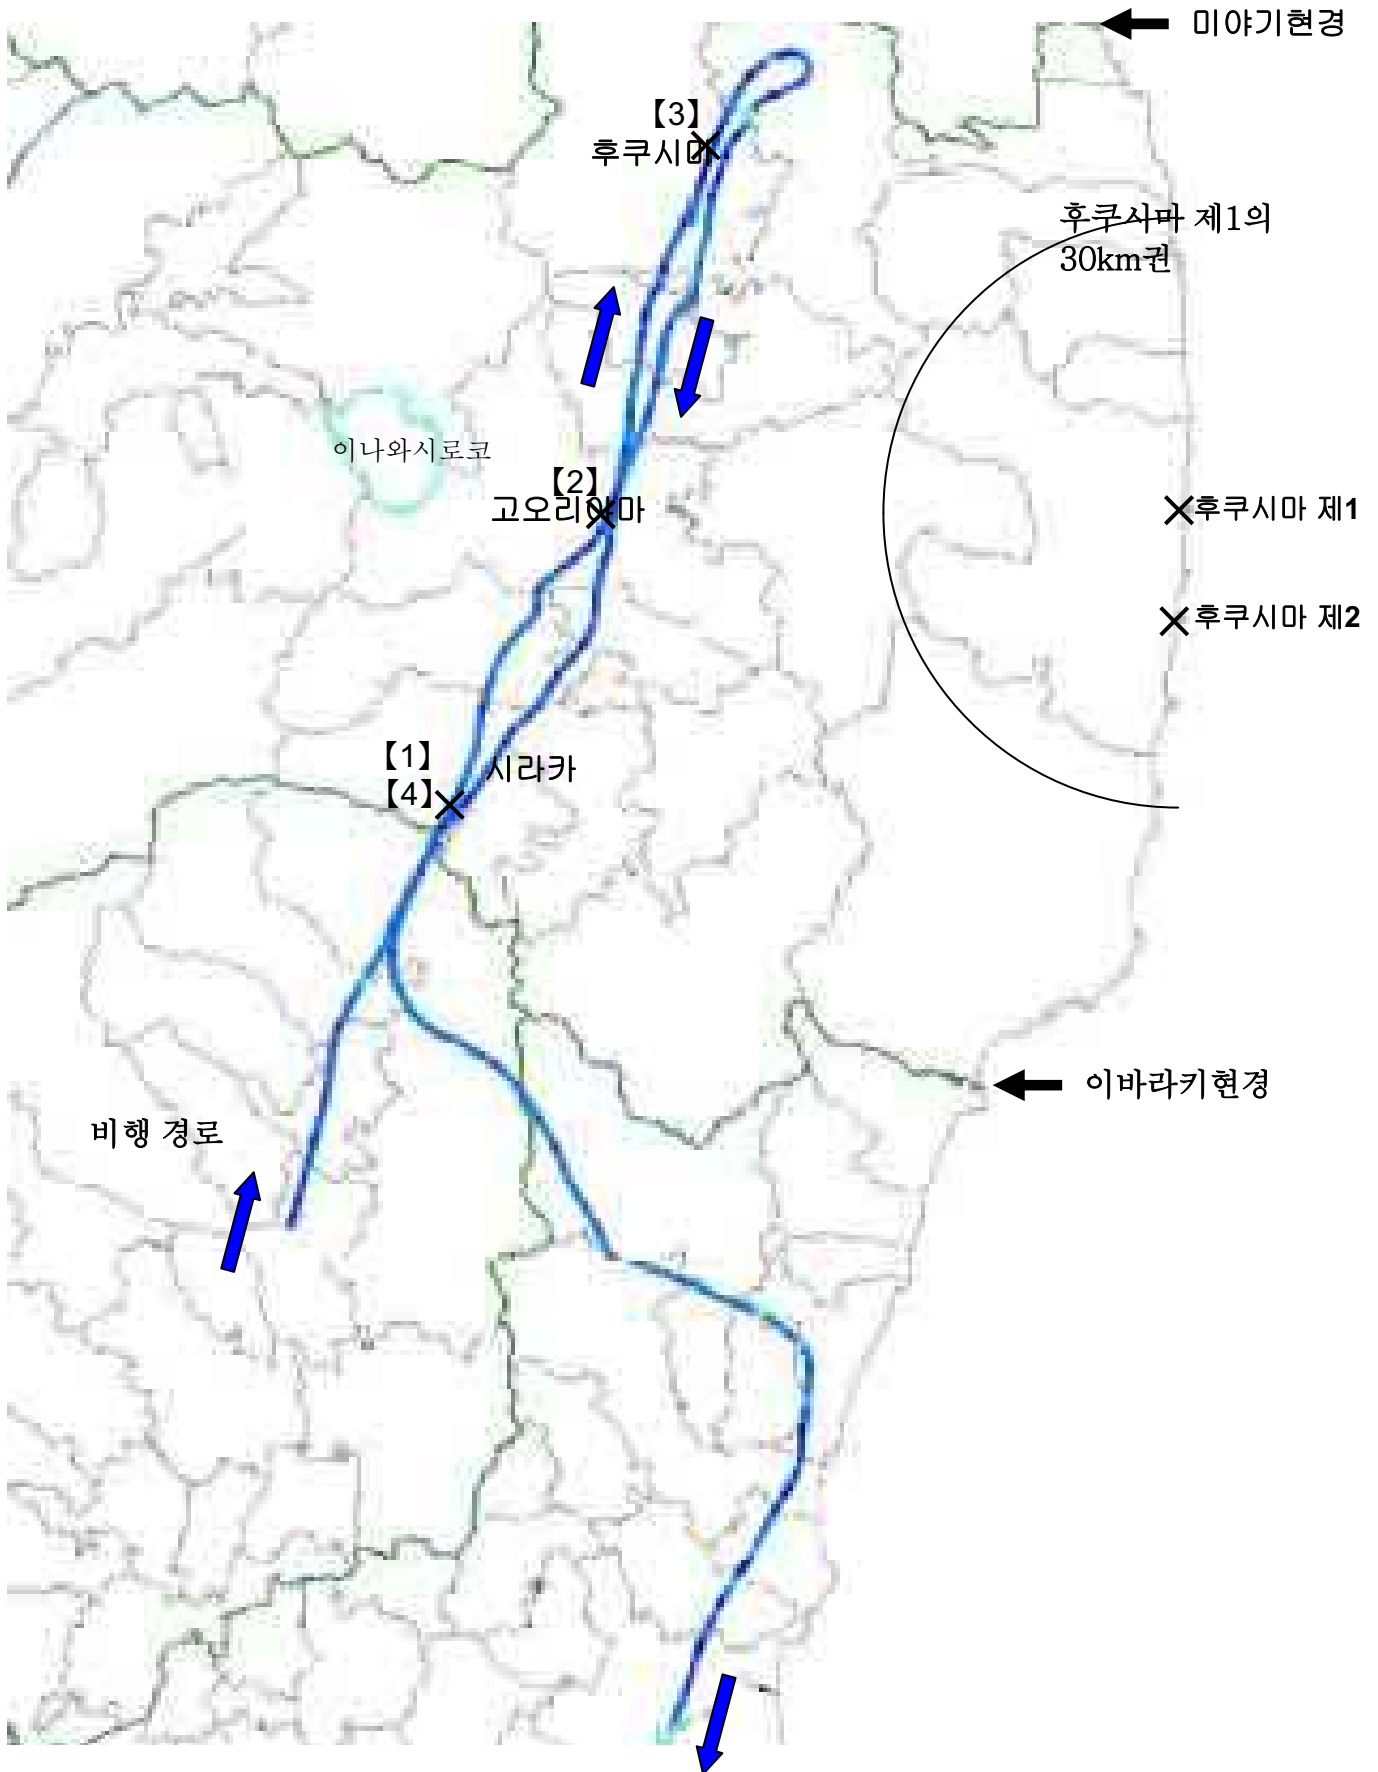 미야기현경
【3】
후쿠시마
후쿠시마 제1의
30km권
이나와시로코
【2】
고오리야마
후쿠시마 제1
후쿠시마 제2
【1】
시라카
【4】
이바라키현경
비행 경로